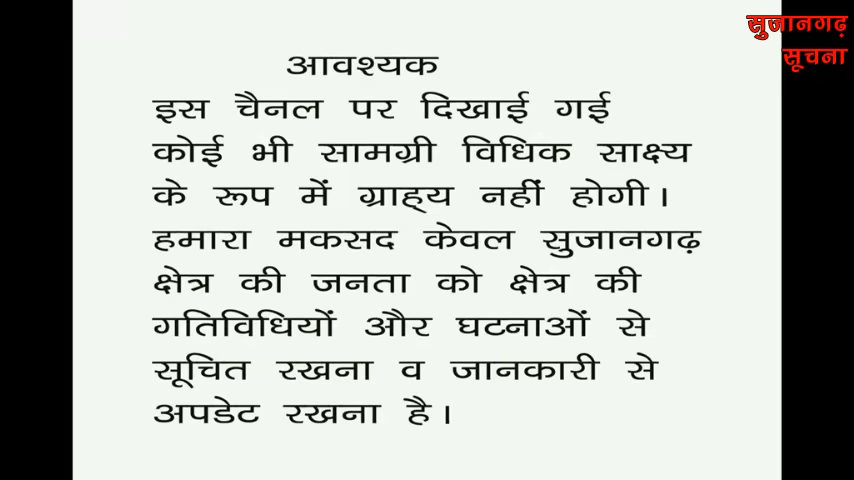 सुजानगढ़
सूचना
आवश्यक
इस चैनल पर दिखाई गई
कोई भी सामग्री विधिक साक्ष्य
के रूप में ग्राह्य नहीं होगी।
हमारा मकसद केवल सुजानगढ़
क्षेत्र की जनता को क्षेत्र की
गतिविधियों और घटनाओं से
सूचित रखना व जानकारी से
अपडेट रखना है।